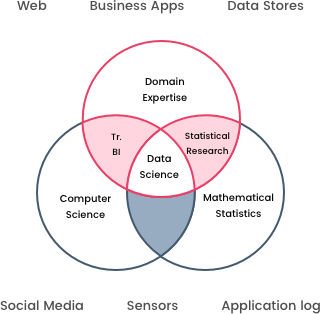 Web Business Apps Data Stores
Domain
Expertise
Tr.
BI
Statistical
Research
Data
Science
Computer
Science
Mathematical
Statistics
Social Media Sensors Application log